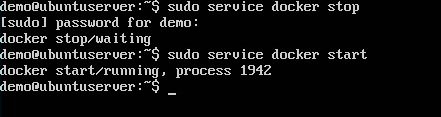 demo@ubuntuserver:~$ sudo service docker stop
[sudo] password for demo:
docker stop/waiting
demo@ubuntuserver:~$ sudo service docker start
docker start/running, process 1942
demo@ubuntuserver:~$ _